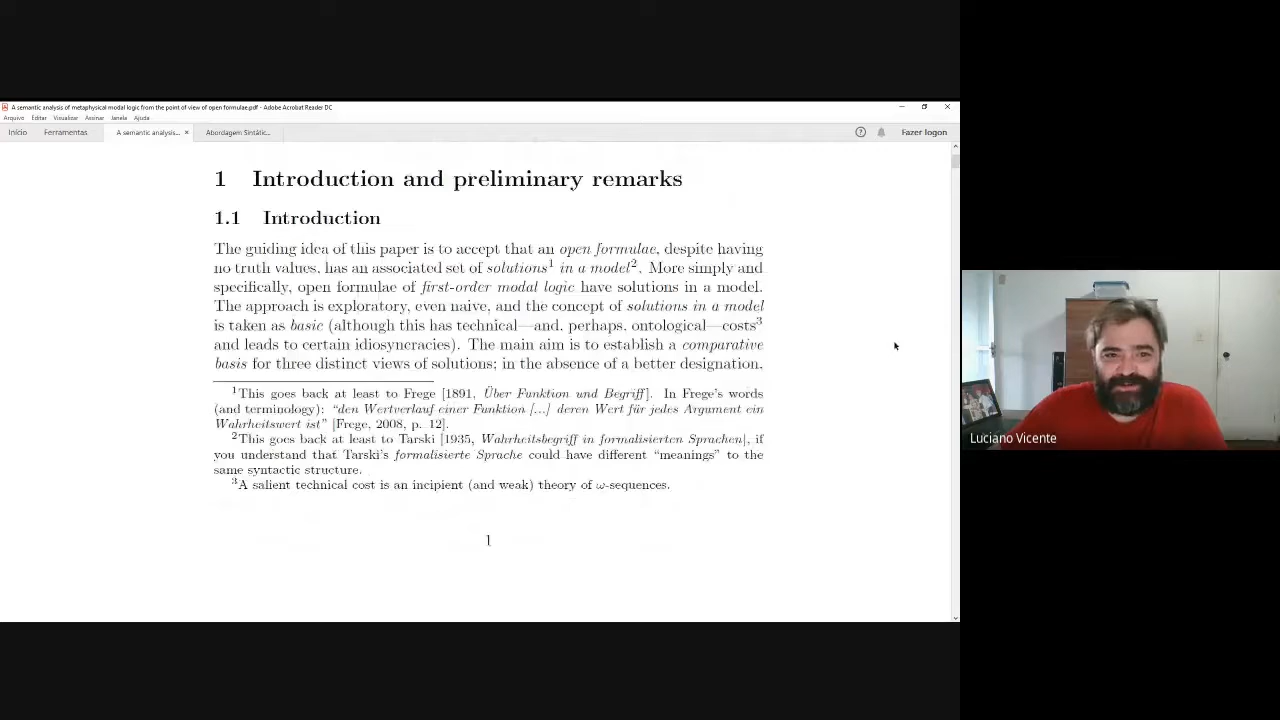 A semantic analysis of metaphysical modal logic from the point of view of open formulae.pdf - Adobe Acrobat Reader DC
Arquivo Editar Visualizar Assinar Janela Ajuda
Início Ferramentas A semantic analysis... × Abordagem Sintátic... Fazer logon
1 Introduction and preliminary remarks
1.1 Introduction
The guiding idea of this paper is to accept that an open formulae, despite having
no truth values, has an associated set of solutions¹ in a model². More simply and
specifically, open formulae of first-order modal logic have solutions in a model.
The approach is exploratory, even naive, and the concept of solutions in a model
is taken as basic (although this has technical—and, perhaps, ontological—costs³
and leads to certain idiosyncracies). The main aim is to establish a comparative
basis for three distinct views of solutions; in the absence of a better designation,
¹This goes back at least to Frege [1891, Über Funktion und Begriff]. In Frege's words
(and terminology): “den Wertverlauf einer Funktion [...] deren Wert für jedes Argument ein
Wahrheitswert ist” [Frege, 2008, p. 12].
²This goes back at least to Tarski [1935, Wahrheitsbegriff in formalisierten Sprachen], if
you understand that Tarski's formalisierte Sprache could have different “meanings” to the
same syntactic structure.
³A salient technical cost is an incipient (and weak) theory of ω-sequences.
1
Luciano Vicente